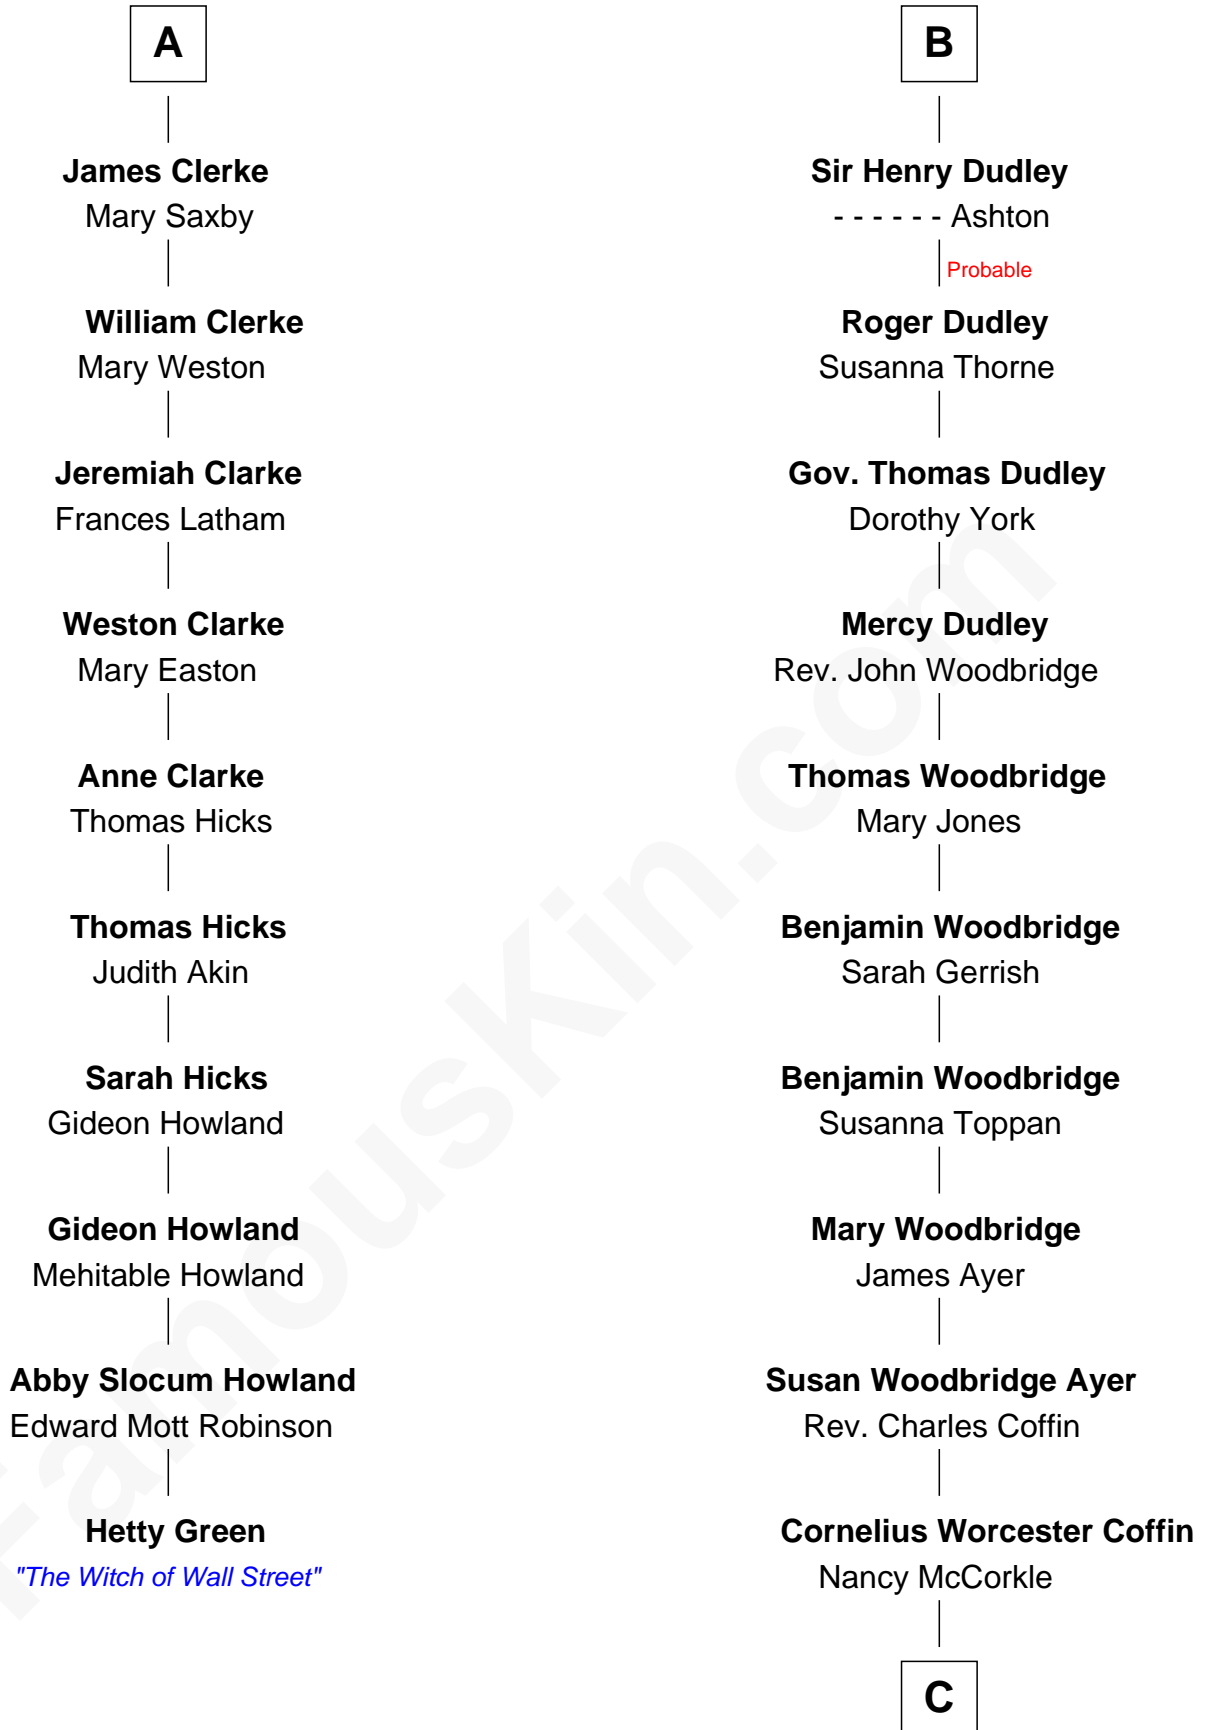 A
James Clerke
Mary Saxby
William Clerke
Mary Weston
Jeremiah Clarke
Frances Latham
Weston Clarke
Mary Easton
Anne Clarke
Thomas Hicks
Thomas Hicks
Judith Akin
Sarah Hicks
Gideon Howland
Gideon Howland
Mehitable Howland
Abby Slocum Howland
Edward Mott Robinson
Hetty Green
"The Witch of Wall Street"
B
Sir Henry Dudley
- - - - - - Ashton
Probable
Roger Dudley
Susanna Thorne
Gov. Thomas Dudley
Dorothy York
Mercy Dudley
Rev. John Woodbridge
Thomas Woodbridge
Mary Jones
Benjamin Woodbridge
Sarah Gerrish
Benjamin Woodbridge
Susanna Toppan
Mary Woodbridge
James Ayer
Susan Woodbridge Ayer
Rev. Charles Coffin
Cornelius Worcester Coffin
Nancy McCorkle
C
FamousKin.com